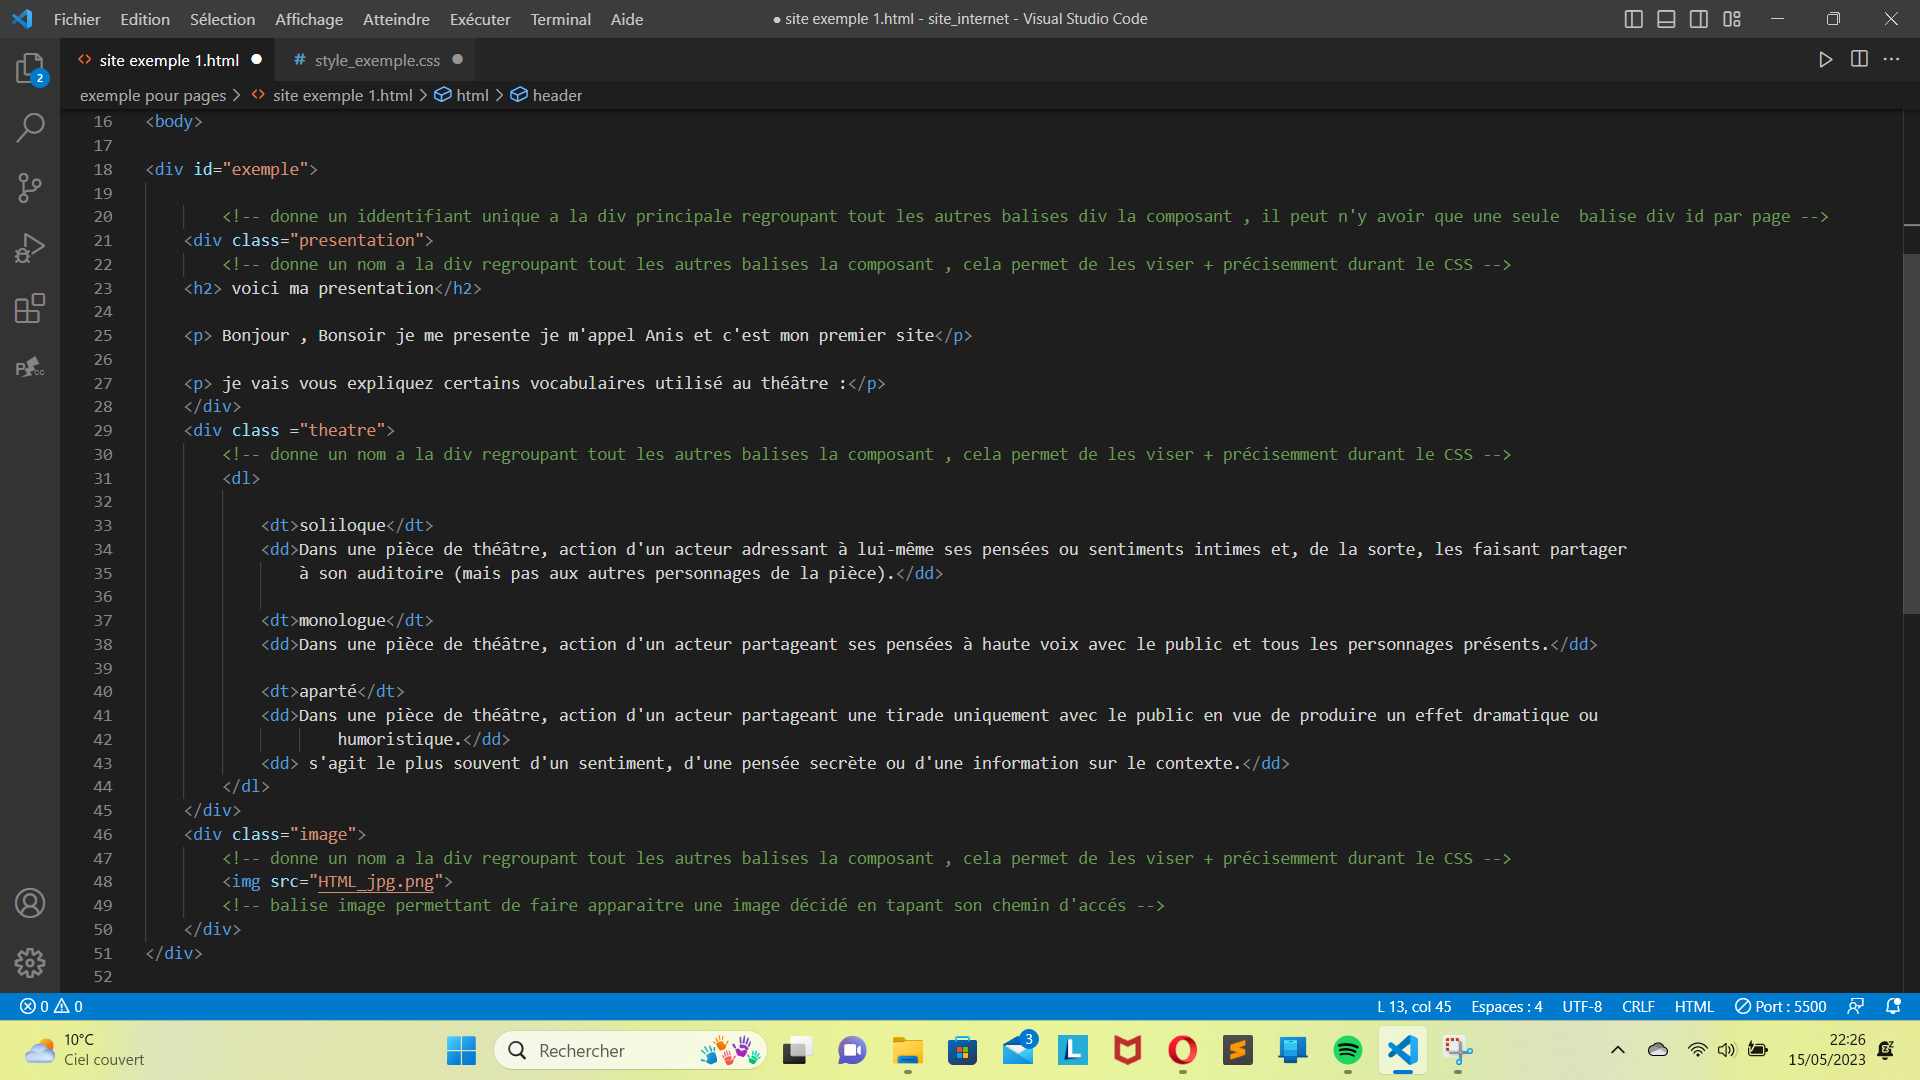 Fichier Edition Sélection Affichage Atteindre Exécuter Terminal Aide
● site exemple 1.html - site_internet - Visual Studio Code
site exemple 1.html ●
# style_exemple.css ●
exemple pour pages > site exemple 1.html > html > header
2
16 <body>
17
18 <div id="exemple">
19
20 <!-- donne un iddentifiant unique a la div principale regroupant tout les autres balises div la composant , il peut n'y avoir que une seule  balise div id par page -->
21 <div class="presentation">
22 <!-- donne un nom a la div regroupant tout les autres balises la composant , cela permet de les viser + précisemment durant le CSS -->
23 <h2> voici ma presentation</h2>
24
25 <p> Bonjour , Bonsoir je me presente je m'appel Anis et c'est mon premier site</p>
26
27 <p> je vais vous expliquez certains vocabulaires utilisé au théâtre :</p>
28 </div>
29 <div class ="theatre">
30 <!-- donne un nom a la div regroupant tout les autres balises la composant , cela permet de les viser + précisemment durant le CSS -->
31 <dl>
32
33 <dt>soliloque</dt>
34 <dd>Dans une pièce de théâtre, action d'un acteur adressant à lui-même ses pensées ou sentiments intimes et, de la sorte, les faisant partager
35 à son auditoire (mais pas aux autres personnages de la pièce).</dd>
36
37 <dt>monologue</dt>
38 <dd>Dans une pièce de théâtre, action d'un acteur partageant ses pensées à haute voix avec le public et tous les personnages présents.</dd>
39
40 <dt>aparté</dt>
41 <dd>Dans une pièce de théâtre, action d'un acteur partageant une tirade uniquement avec le public en vue de produire un effet dramatique ou
42 humoristique.</dd>
43 <dd> s'agit le plus souvent d'un sentiment, d'une pensée secrète ou d'une information sur le contexte.</dd>
44 </dl>
45 </div>
46 <div class="image">
47 <!-- donne un nom a la div regroupant tout les autres balises la composant , cela permet de les viser + précisemment durant le CSS -->
48 <img src="HTML_jpg.png">
49 <!-- balise image permettant de faire apparaitre une image décidé en tapant son chemin d'accés -->
50 </div>
51 </div>
52
0 0
L 13, col 45 Espaces : 4 UTF-8 CRLF HTML Port : 5500
10°C
Ciel couvert
Rechercher
3
L
22:26
15/05/2023